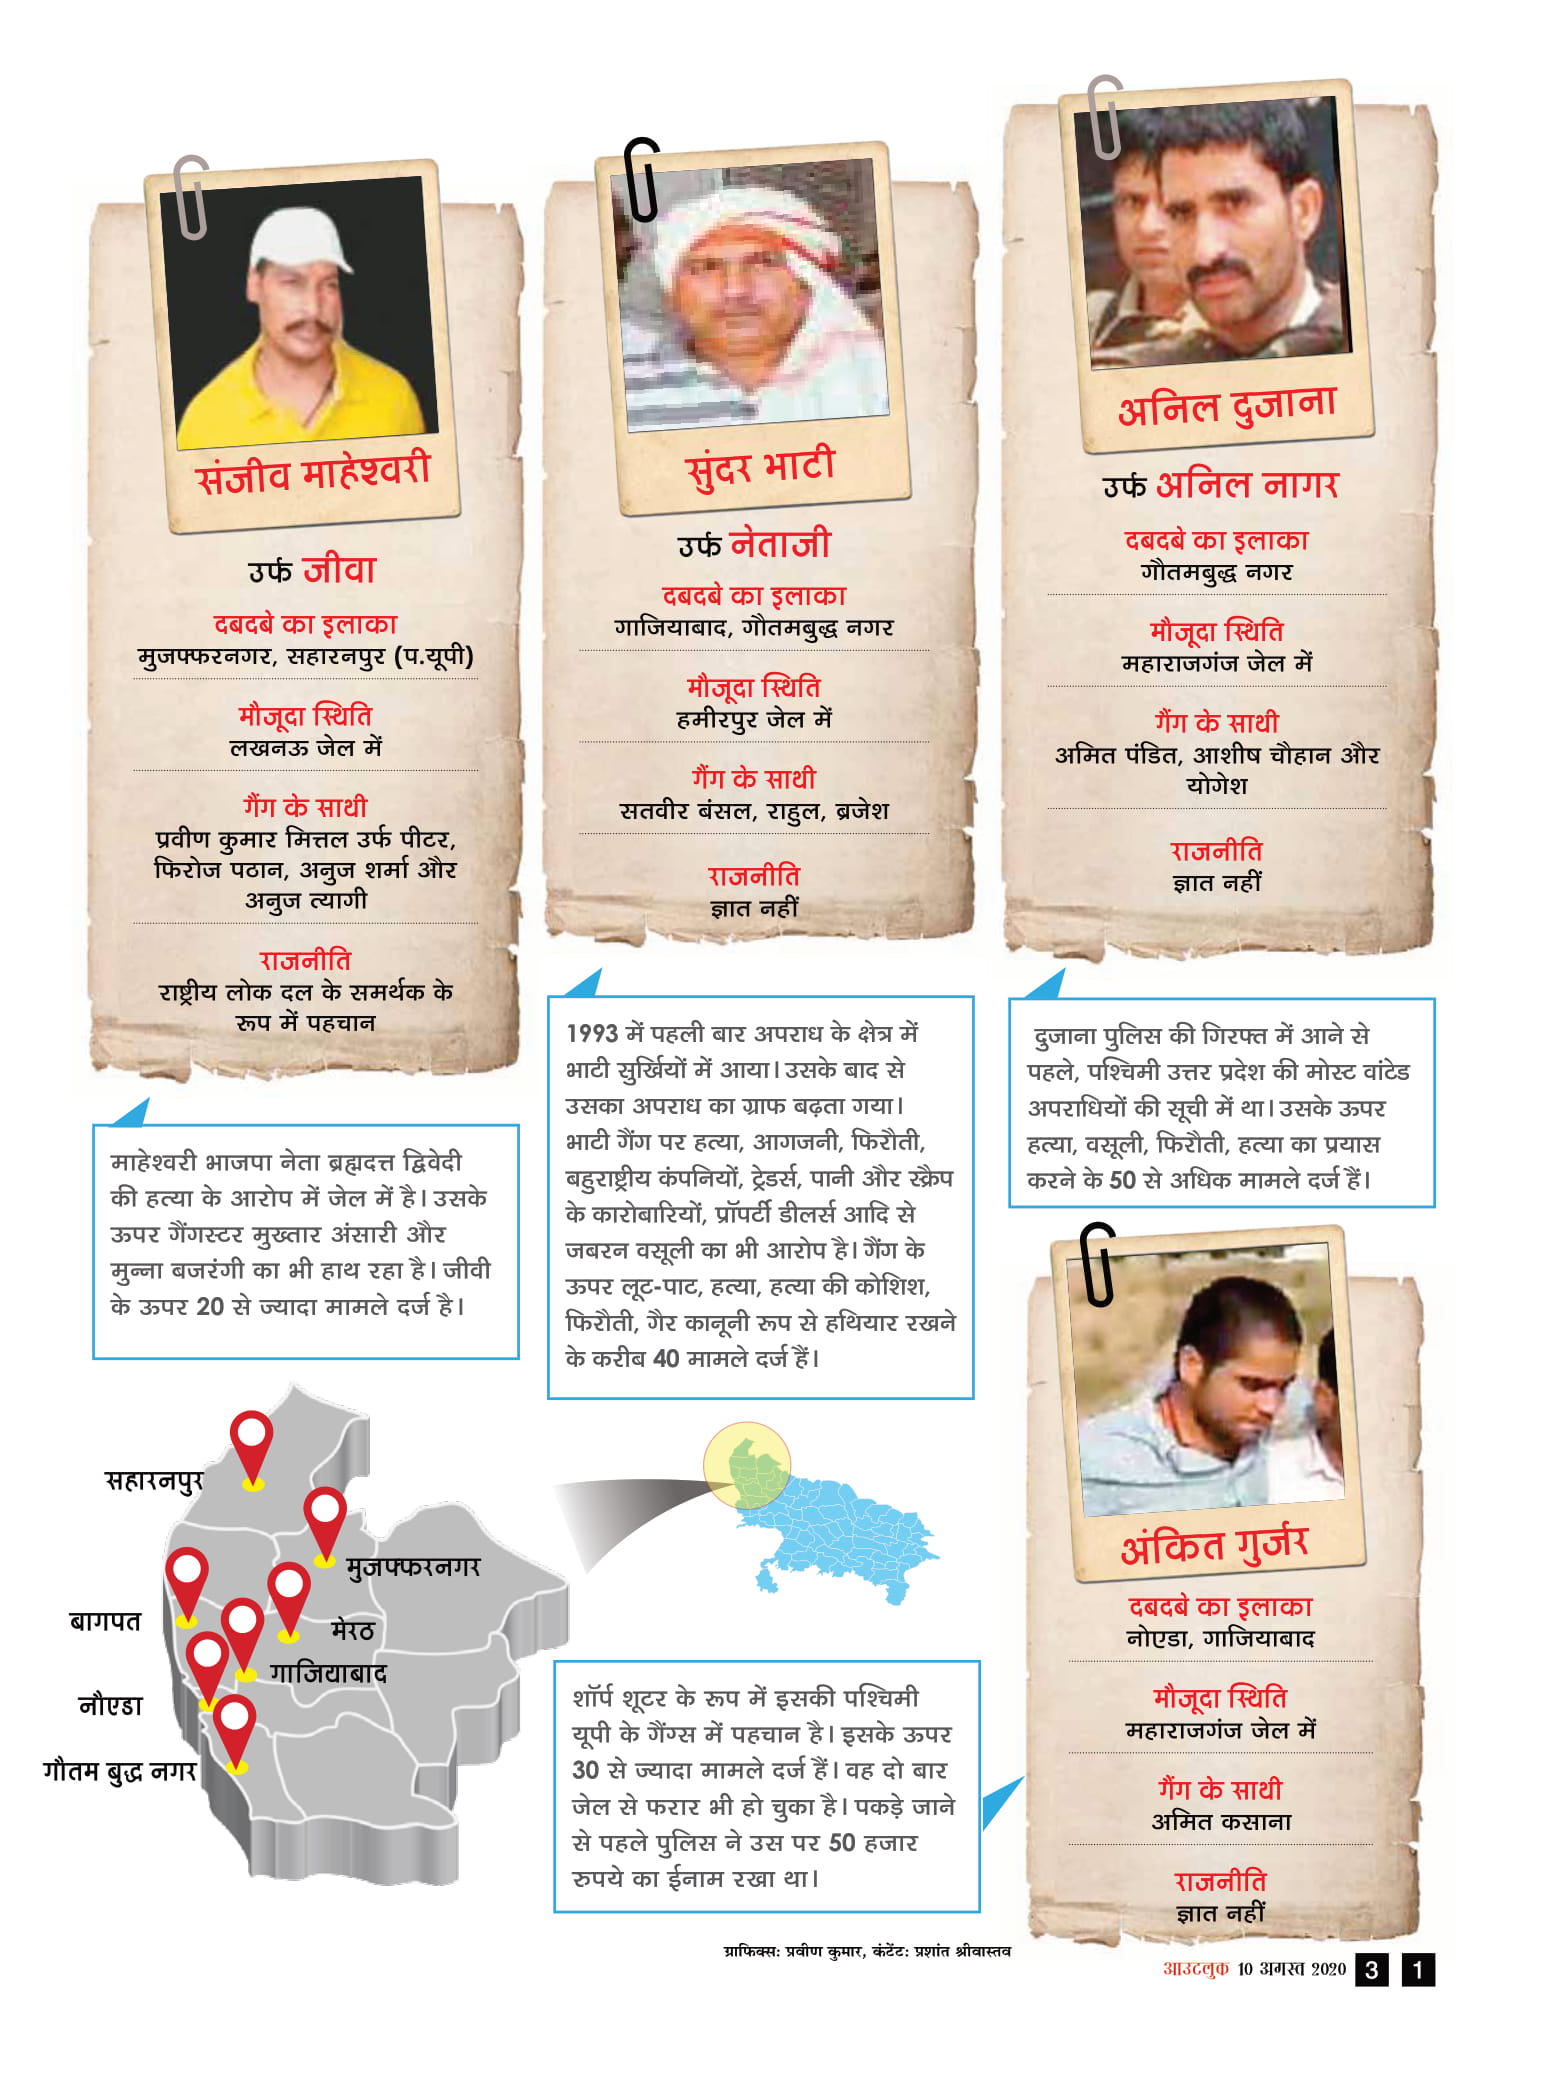 संजीव माहेश्वरी
उर्फ जीवा
दबदबे का इलाका
मुजफ्फरनगर, सहारनपुर (प.यूपी)
मौजूदा स्थिति
लखनऊ जेल में
गैंग के साथी
प्रवीण कुमार मित्तल उर्फ पीटर,
फिरोज पठान, अनुज शर्मा और
अनुज त्यागी
राजनीति
राष्ट्रीय लोक दल के समर्थक के
रूप में पहचान
माहेश्वरी भाजपा नेता ब्रह्मदत्त द्विवेदी
की हत्या के आरोप में जेल में है। उसके
ऊपर गैंगस्टर मुख्तार अंसारी और
मुन्ना बजरंगी का भी हाथ रहा है। जीवी
के ऊपर 20 से ज्यादा मामले दर्ज है।
सुंदर भाटी
उर्फ नेताजी
दबदबे का इलाका
गाजियाबाद, गौतमबुद्ध नगर
मौजूदा स्थिति
हमीरपुर जेल में
गैंग के साथी
सतवीर बंसल, राहुल, ब्रजेश
राजनीति
ज्ञात नहीं
1993 में पहली बार अपराध के क्षेत्र में
भाटी सुर्खियों में आया। उसके बाद से
उसका अपराध का ग्राफ बढ़ता गया।
भाटी गैंग पर हत्या, आगजनी, फिरौती,
बहुराष्ट्रीय कंपनियों, ट्रेडर्स, पानी और स्क्रैप
के कारोबारियों, प्रॉपर्टी डीलर्स आदि से
जबरन वसूली का भी आरोप है। गैंग के
ऊपर लूट-पाट, हत्या, हत्या की कोशिश,
फिरौती, गैर कानूनी रूप से हथियार रखने
के करीब 40 मामले दर्ज हैं।
अनिल दुजाना
उर्फ अनिल नागर
दबदबे का इलाका
गौतमबुद्ध नगर
मौजूदा स्थिति
महाराजगंज जेल में
गैंग के साथी
अमित पंडित, आशीष चौहान और
योगेश
राजनीति
ज्ञात नहीं
दुजाना पुलिस की गिरफ्त में आने से
पहले, पश्चिमी उत्तर प्रदेश की मोस्ट वांटेड
अपराधियों की सूची में था। उसके ऊपर
हत्या, वसूली, फिरौती, हत्या का प्रयास
करने के 50 से अधिक मामले दर्ज हैं।
सहारनपुर
मुजफ्फरनगर
बागपत
मेरठ
गाजियाबाद
नौएडा
गौतम बुद्ध नगर
अंकित गुर्जर
दबदबे का इलाका
नोएडा, गाजियाबाद
मौजूदा स्थिति
महाराजगंज जेल में
गैंग के साथी
अमित कसाना
राजनीति
ज्ञात नहीं
शॉर्प शूटर के रूप में इसकी पश्चिमी
यूपी के गैंग्स में पहचान है। इसके ऊपर
30 से ज्यादा मामले दर्ज हैं। वह दो बार
जेल से फरार भी हो चुका है। पकड़े जाने
से पहले पुलिस ने उस पर 50 हजार
रुपये का ईनाम रखा था।
ग्राफिक्स: प्रवीण कुमार, कंटेंट: प्रशांत श्रीवास्तव
आउटलुक 10 अगस्त 2020 3 1